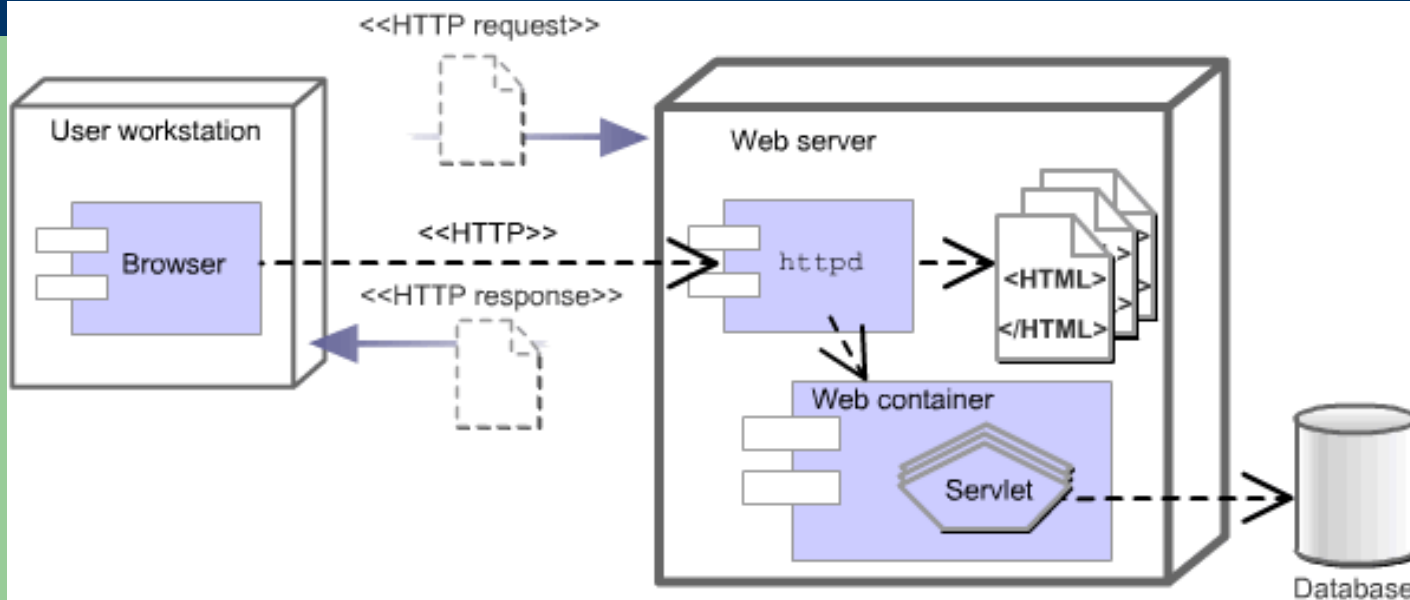 <<HTTP request>>
User workstation
Web server
Browser
<<HTTP>>
httpd
<HTML>
</HTML>
<<HTTP response>>
Web container
Servlet
Database